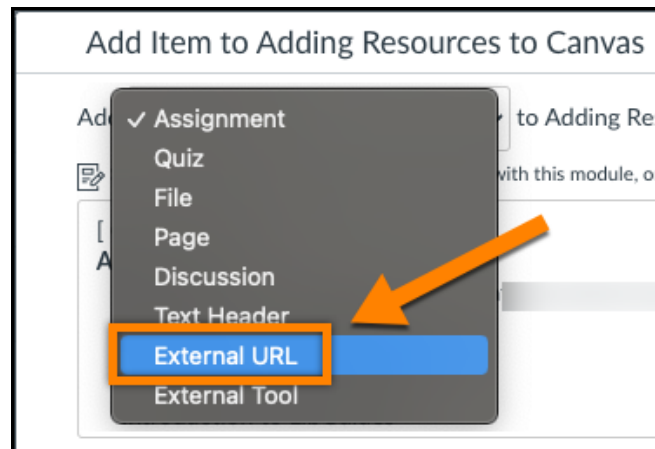 Add Item to Adding Resources to Canvas
Add to Adding Re
✓ Assignment
Quiz
with this module, o
File
[
Page
A
Discussion
Text Header
External URL
External Tool